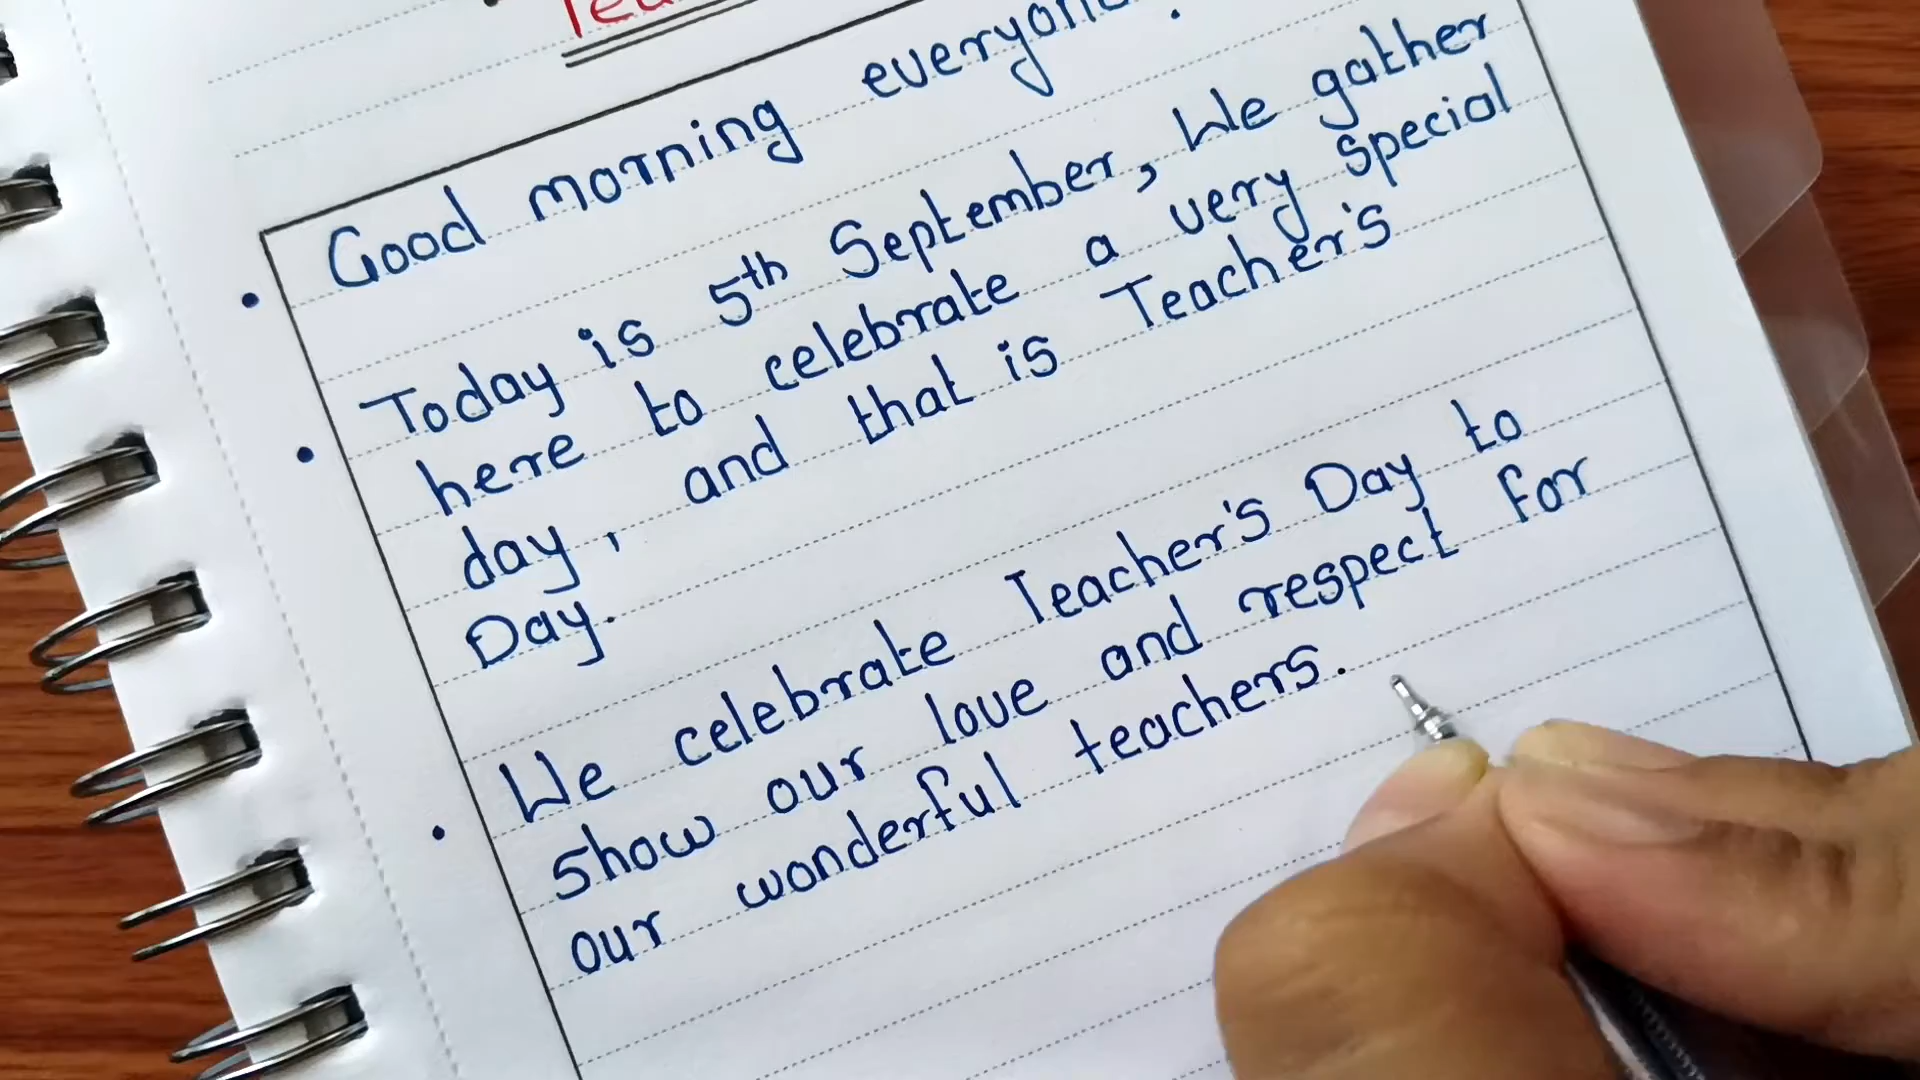 Good morning everyone.
Today is 5th September, We gather
here to celebrate a very special
day, and that is Teacher's
Day.
We celebrate Teacher's Day to
show our love and respect for
our wonderful teachers.